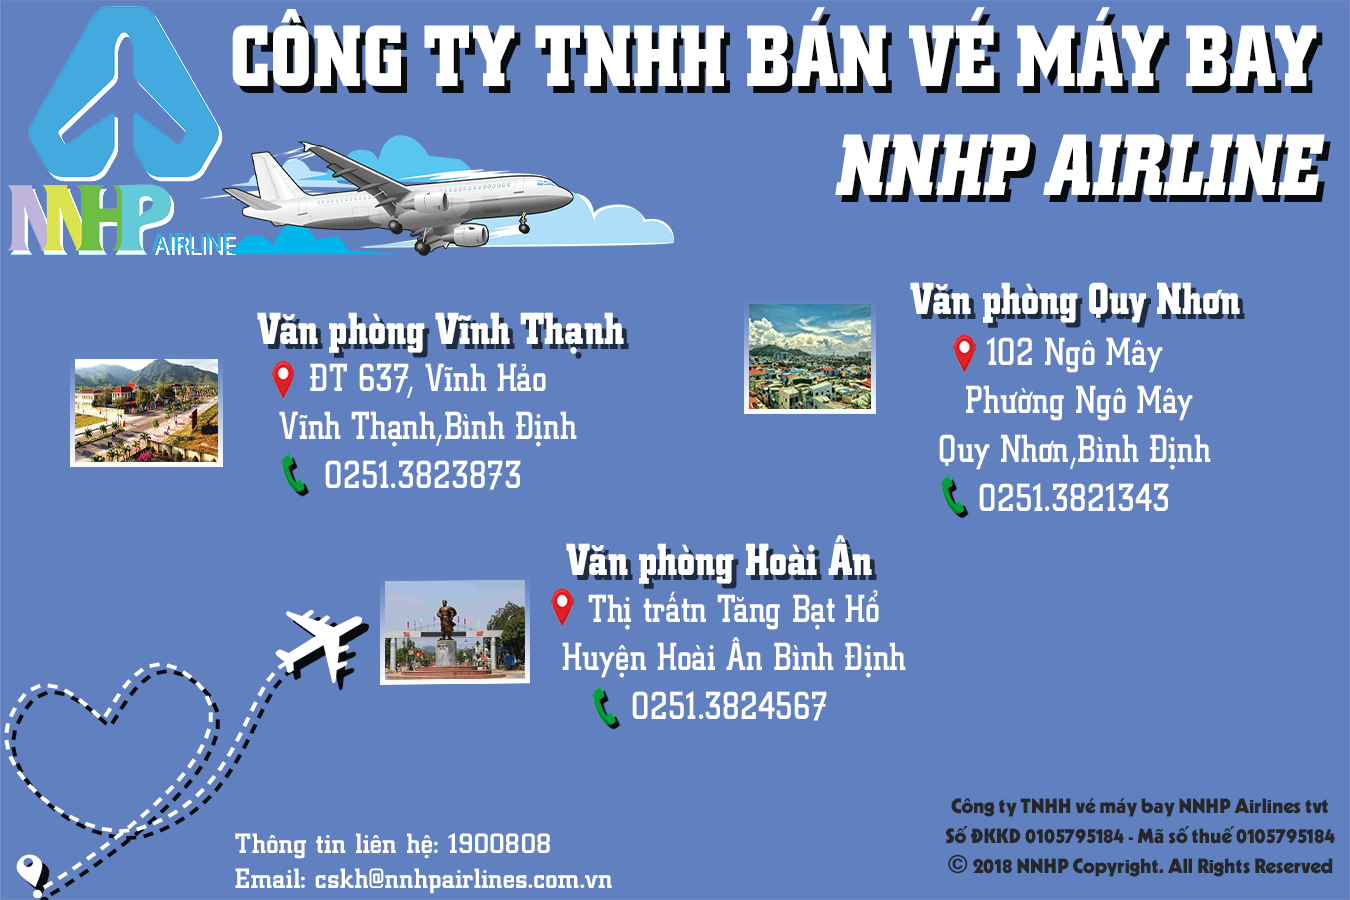 CÔNG TY TNHH BÁN VÉ MÁY BAY
NNHP AIRLINE
NNHP
AIRLINE
Văn phòng Vĩnh Thạnh
ĐT 637, Vĩnh Hảo
Vĩnh Thạnh,Bình Định
0251.3823873
Văn phòng Quy Nhơn
102 Ngô Mây
Phường Ngô Mây
Quy Nhơn,Bình Định
0251.3821343
Văn phòng Hoài Ân
Thị trấtn Tăng Bạt Hổ
Huyện Hoài Ân Bình Định
0251.3824567
Thông tin liên hệ: 1900808
Email: cskh@nnhpairlines.com.vn
Công ty TNHH vé máy bay NNHP Airlines tvt
Số ĐKKD 0105795184 - Mã số thuế 0105795184
© 2018 NNHP Copyright. All Rights Reserved